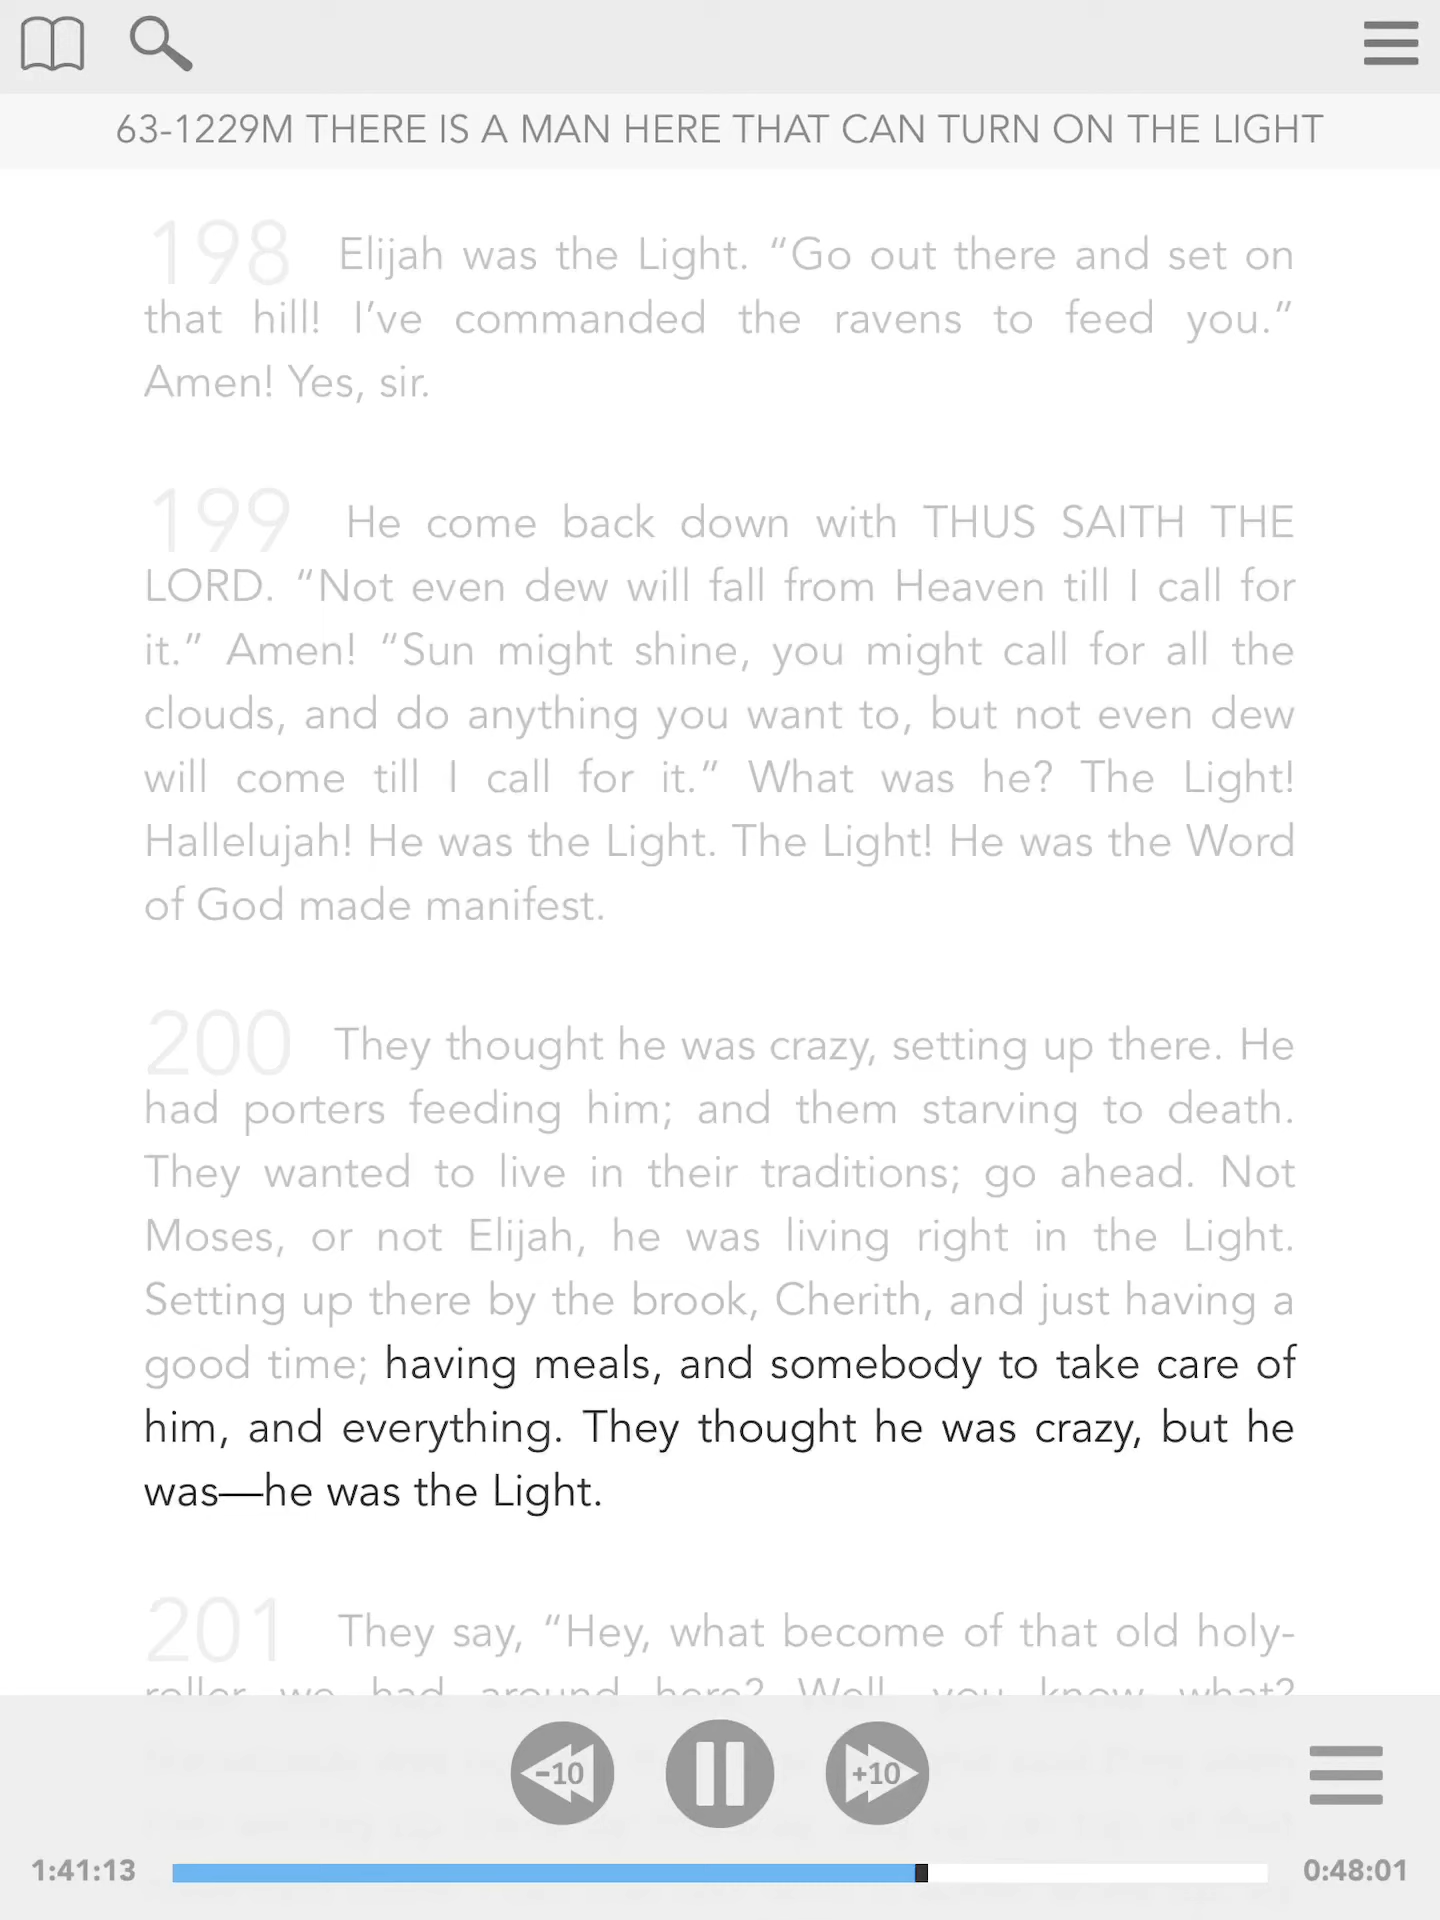 63-1229M THERE IS A MAN HERE THAT CAN TURN ON THE LIGHT
198 Elijah was the Light. “Go out there and set on
that hill! I’ve commanded the ravens to feed you.”
Amen! Yes, sir.
199 He come back down with THUS SAITH THE
LORD. “Not even dew will fall from Heaven till I call for
it.” Amen! “Sun might shine, you might call for all the
clouds, and do anything you want to, but not even dew
will come till I call for it.” What was he? The Light!
Hallelujah! He was the Light. The Light! He was the Word
of God made manifest.
200 They thought he was crazy, setting up there. He
had porters feeding him; and them starving to death.
They wanted to live in their traditions; go ahead. Not
Moses, or not Elijah, he was living right in the Light.
Setting up there by the brook, Cherith, and just having a
good time; having meals, and somebody to take care of
him, and everything. They thought he was crazy, but he
was—he was the Light.
201 They say, “Hey, what become of that old holy-
roller we had around here? Well, you know what?
-10 +10
1:41:13 0:48:01